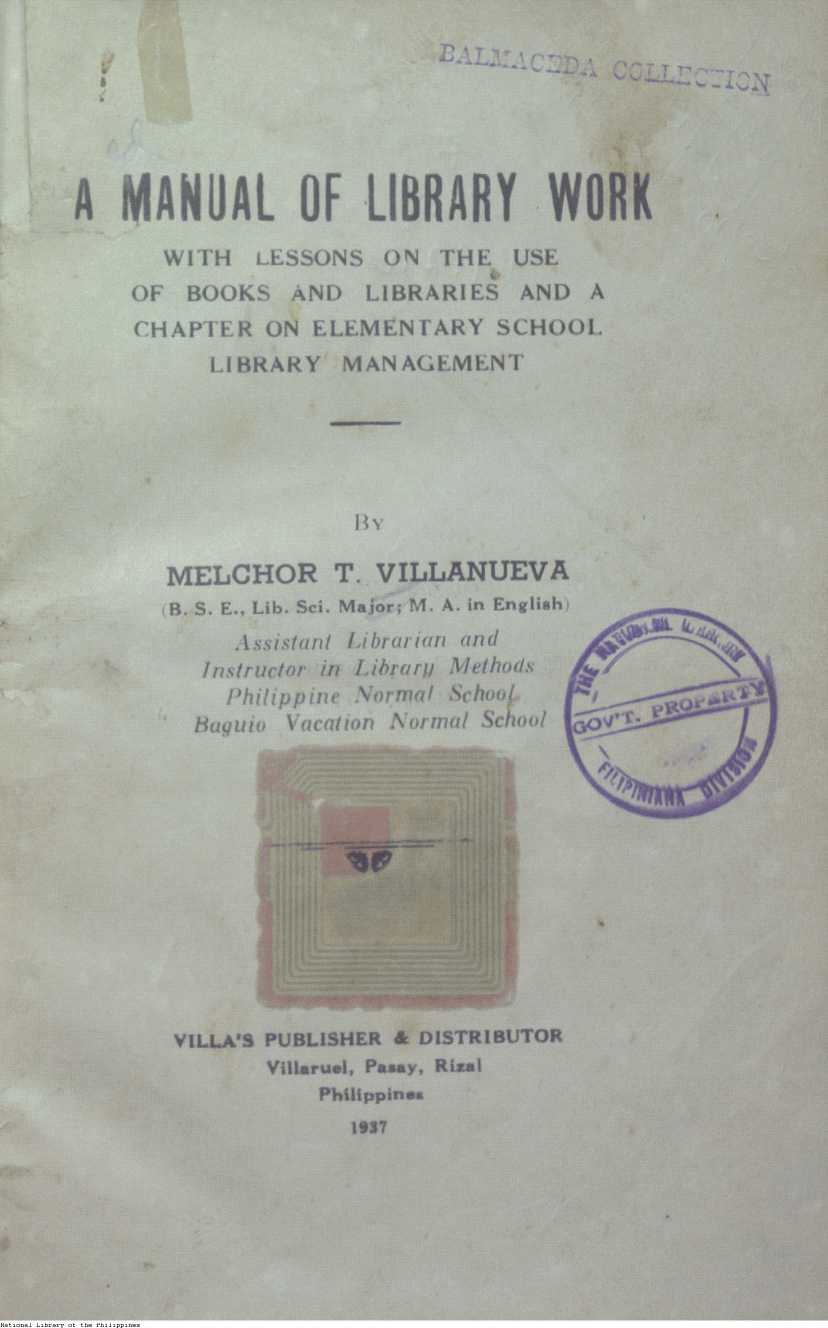 BALMACEDA COLLECTION
A MANUAL OF LIBRARY WORK
WITH LESSONS ON THE USE
OF BOOKS AND LIBRARIES AND A
CHAPTER ON ELEMENTARY SCHOOL
LIBRARY MANAGEMENT
BY
MELCHOR T. VILLANUEVA
(B. S. E., Lib. Sci. Major; M. A. in English)
Assistant Librarian and
Instructor in Library Methods
Philippine Normal School
Baguio Vacation Normal School
THE NATIONAL LIBRARY
GOV'T. PROPERTY
FILIPINIANA DIVISION
VILLA'S PUBLISHER & DISTRIBUTOR
Villaruel, Pasay, Rizal
Philippines
1937
National Library of the Philippines